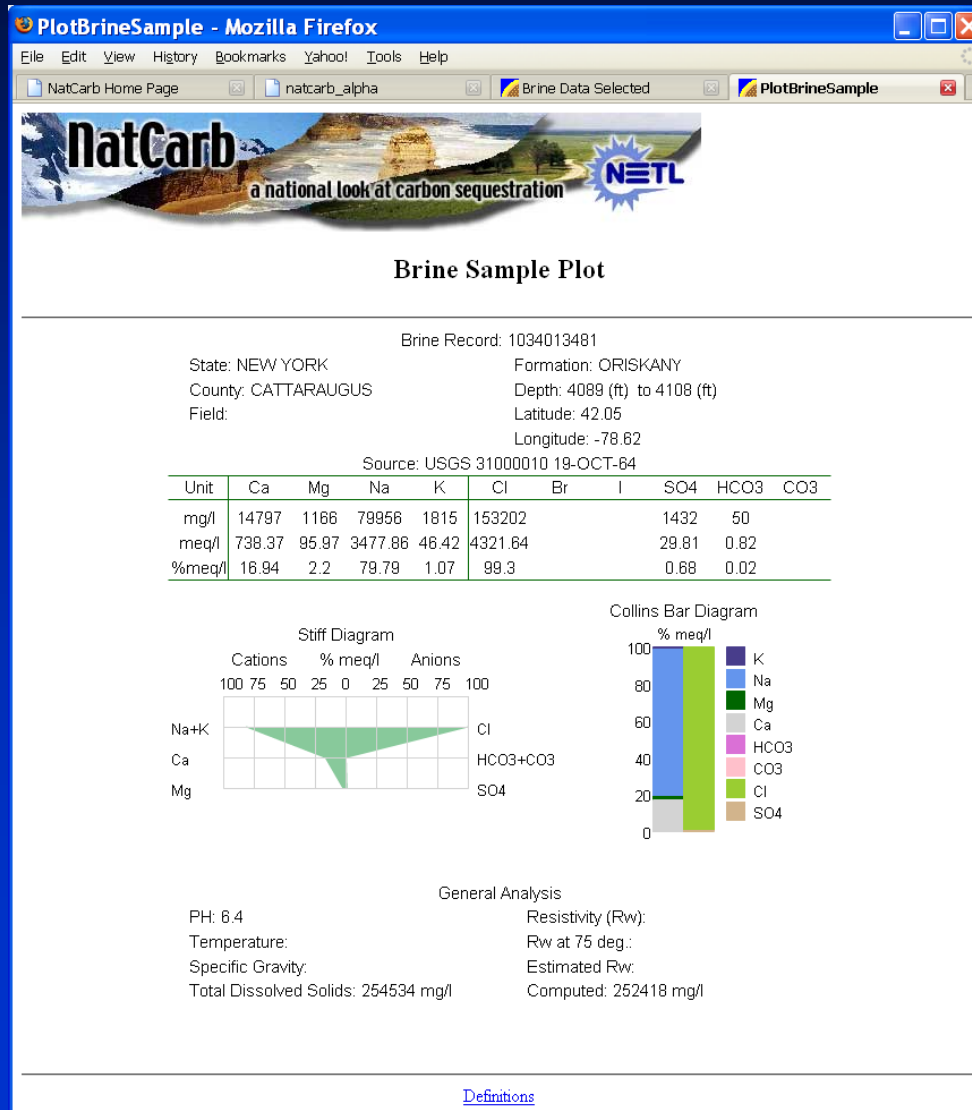 PlotBrineSample - Mozilla Firefox
File Edit View History Bookmarks Yahoo! Tools Help
NatCarb Home Page natcarb_alpha Brine Data Selected PlotBrineSample
NatCarb
a national look at carbon sequestration
NETL
Brine Sample Plot
Brine Record: 1034013481
State: NEW YORK Formation: ORISKANY
County: CATTARAUGUS Depth: 4089 (ft) to 4108 (ft)
Field: Latitude: 42.05
Longitude: -78.62
Source: USGS 31000010 19-OCT-64
Unit Ca Mg Na K Cl Br I SO4 HCO3 CO3
mg/l 14797 1166 79956 1815 153202 1432 50
meq/l 738.37 95.97 3477.86 46.42 4321.64 29.81 0.82
%meq/l 16.94 2.2 79.79 1.07 99.3 0.68 0.02
Stiff Diagram
Cations % meq/l Anions
100 75 50 25 0 25 50 75 100
Na+K Cl
Ca HCO3+CO3
Mg SO4
Collins Bar Diagram
% meq/l
100
80
60
40
20
0
K
Na
Mg
Ca
HCO3
CO3
Cl
SO4
General Analysis
PH: 6.4 Resistivity (Rw):
Temperature: Rw at 75 deg.:
Specific Gravity: Estimated Rw:
Total Dissolved Solids: 254534 mg/l Computed: 252418 mg/l
Definitions